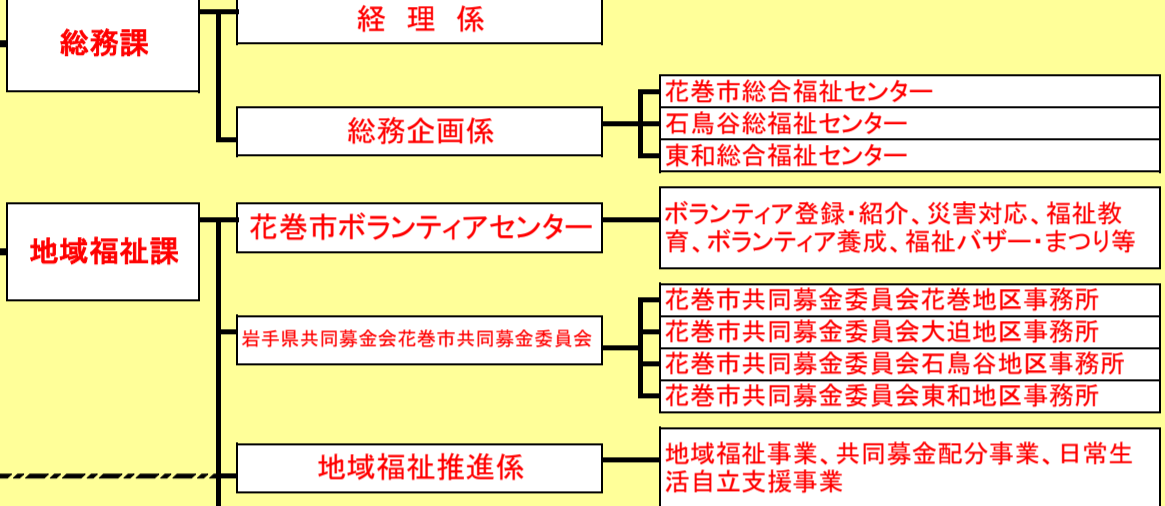 総務課
経理係
総務企画係
花巻市総合福祉センター
石鳥谷総福祉センター
東和総合福祉センター
地域福祉課
花巻市ボランティアセンター
ボランティア登録・紹介、災害対応、福祉教
育、ボランティア養成、福祉バザー・まつり等
岩手県共同募金会花巻市共同募金委員会
花巻市共同募金委員会花巻地区事務所
花巻市共同募金委員会大迫地区事務所
花巻市共同募金委員会石鳥谷地区事務所
花巻市共同募金委員会東和地区事務所
地域福祉推進係
地域福祉事業、共同募金配分事業、日常生
活自立支援事業